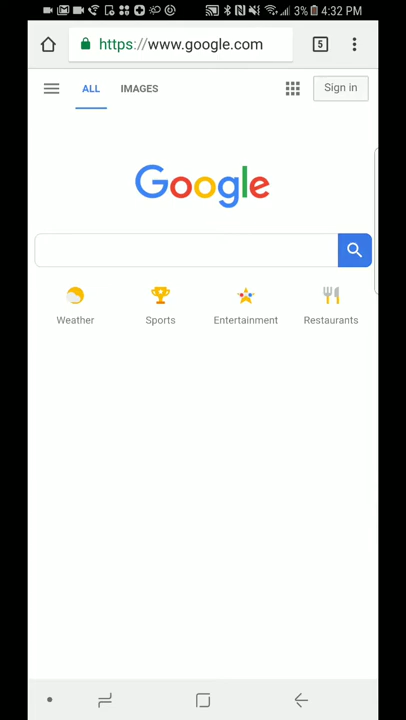 3% 4:32 PM
https://www.google.com 5
ALL IMAGES Sign in
Google
Weather Sports Entertainment Restaurants